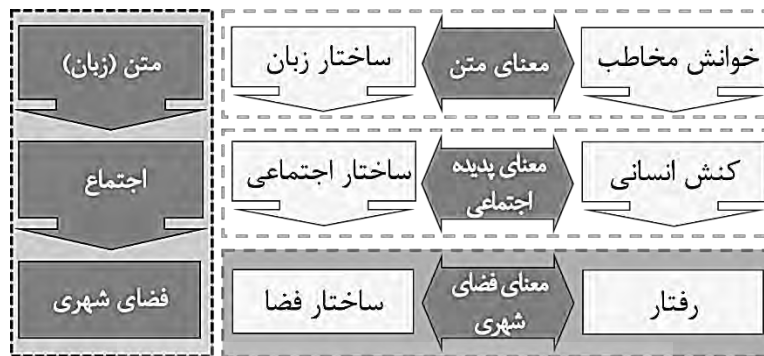 خوانش مخاطب
معنای متن
ساختار زبان
متن (زبان)
کنش انسانی
معنای پدیده
اجتماعی
ساختار اجتماعی
اجتماع
رفتار
معنای فضای
شهری
ساختار فضا
فضای شهری